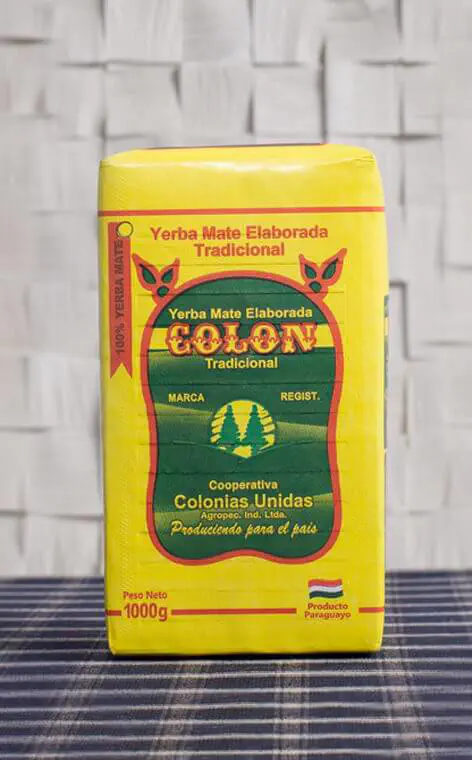 Yerba Mate Elaborada
Tradicional
100% YERBA MATE
Yerba Mate Elaborada
COLON
Tradicional
MARCA REGIST.
Cooperativa
Colonias Unidas
Agropec. Ind. Ltda.
Produciendo para el país
Peso Neto
1000g
Producto
Paraguayo